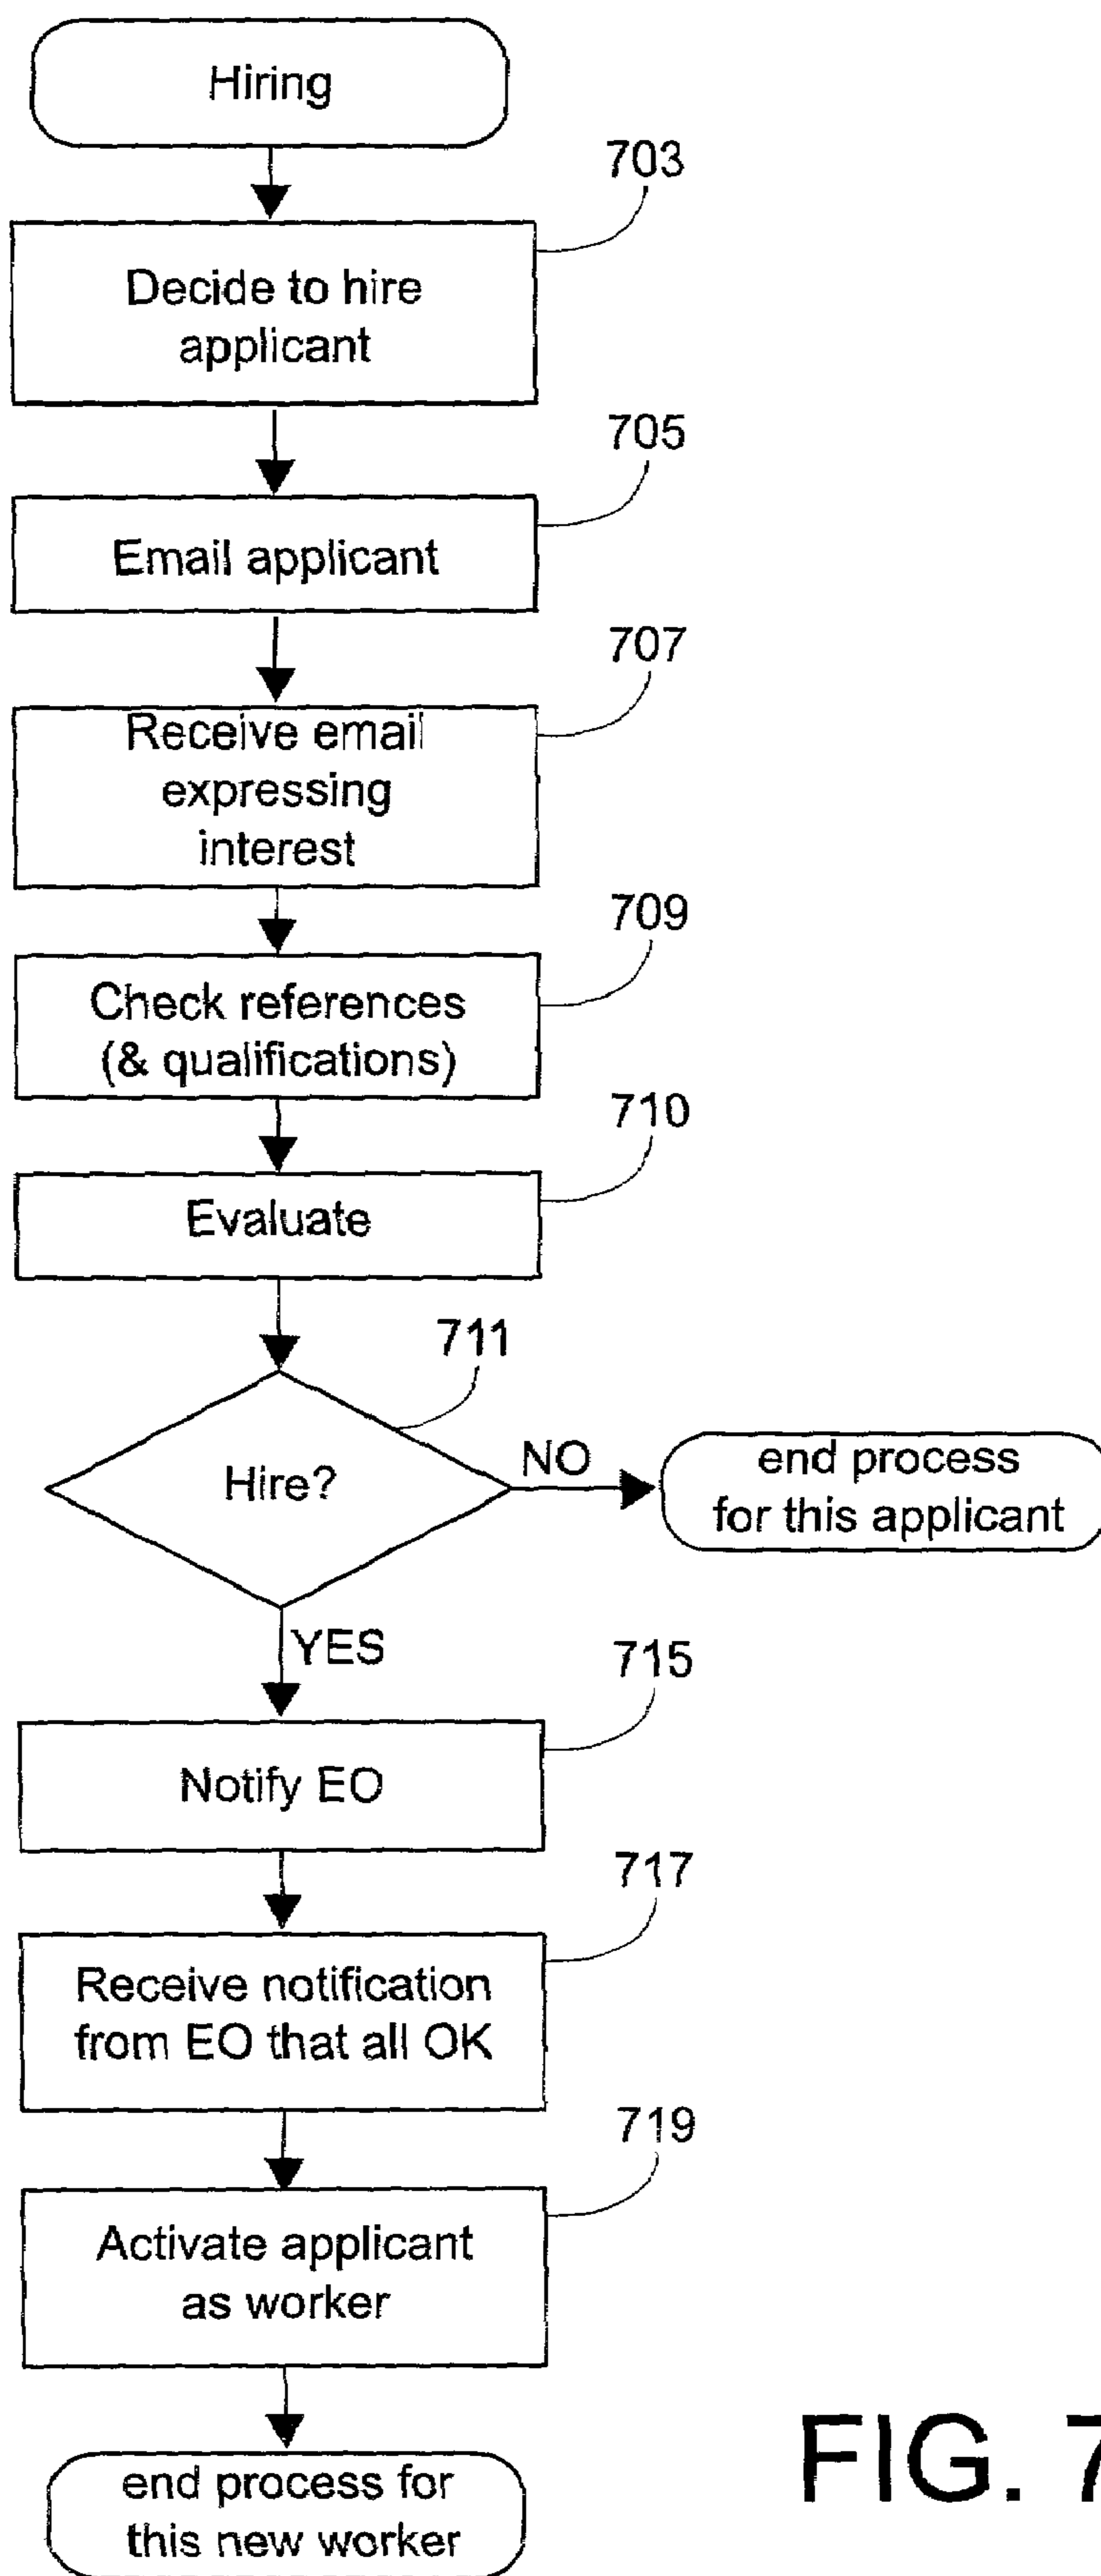 Hiring
703
Decide to hire
applicant
705
Email applicant
707
Receive email
expressing
interest
709
Check references
(& qualifications)
710
Evaluate
711
Hire?
NO
end process
for this applicant
YES
715
Notify EO
717
Receive notification
from EO that all OK
719
Activate applicant
as worker
end process for
this new worker
FIG. 7